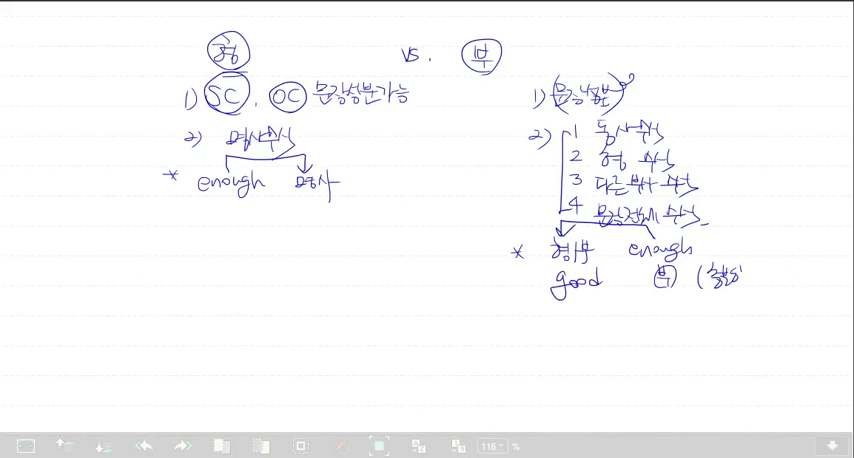 형 vs. 부
1) SC, OC 문장성분가능
2) 명사수식
* enough 명사
1) (문장성분)
2) 1 동사수식
2 형 수식
3 다른부사 수식
4 문장전체 수식
* 형/부 enough
good 부 (